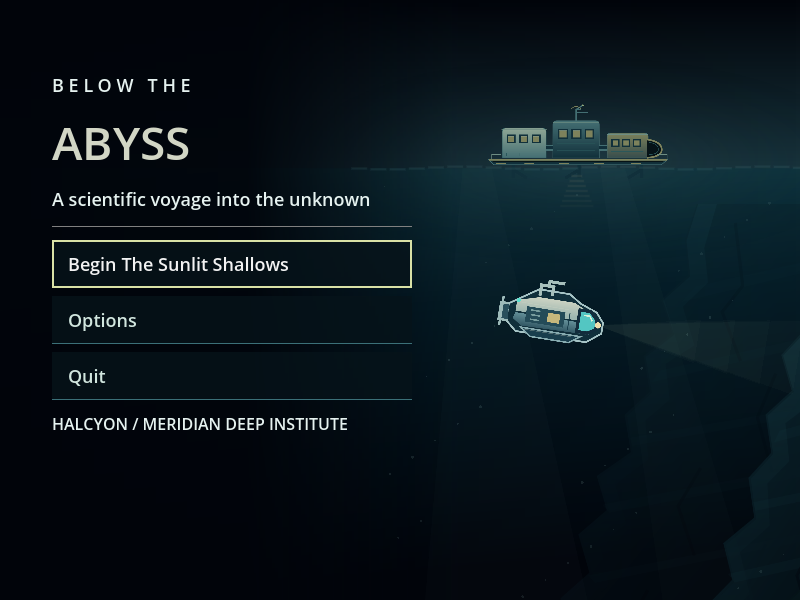 BELOW THE
ABYSS
A scientific voyage into the unknown
Begin The Sunlit Shallows
Options
Quit
HALCYON / MERIDIAN DEEP INSTITUTE